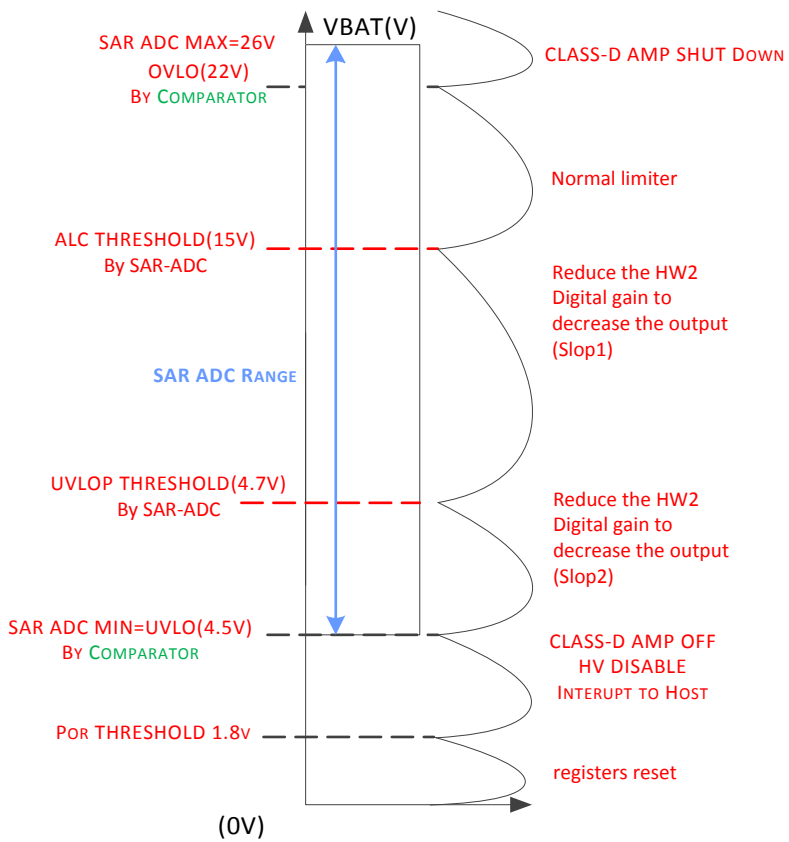 VBAT(V)
SAR ADC MAX=26V
OVLO(22V)
BY COMPARATOR
CLASS-D AMP SHUT DOWN
Normal limiter
ALC THRESHOLD(15V)
By SAR-ADC
Reduce the HW2
Digital gain to
decrease the output
(Slop1)
SAR ADC RANGE
UVLOP THRESHOLD(4.7V)
By SAR-ADC
Reduce the HW2
Digital gain to
decrease the output
(Slop2)
SAR ADC MIN=UVLO(4.5V)
BY COMPARATOR
CLASS-D AMP OFF
HV DISABLE
INTERUPT TO HOST
POR THRESHOLD 1.8V
registers reset
(0V)